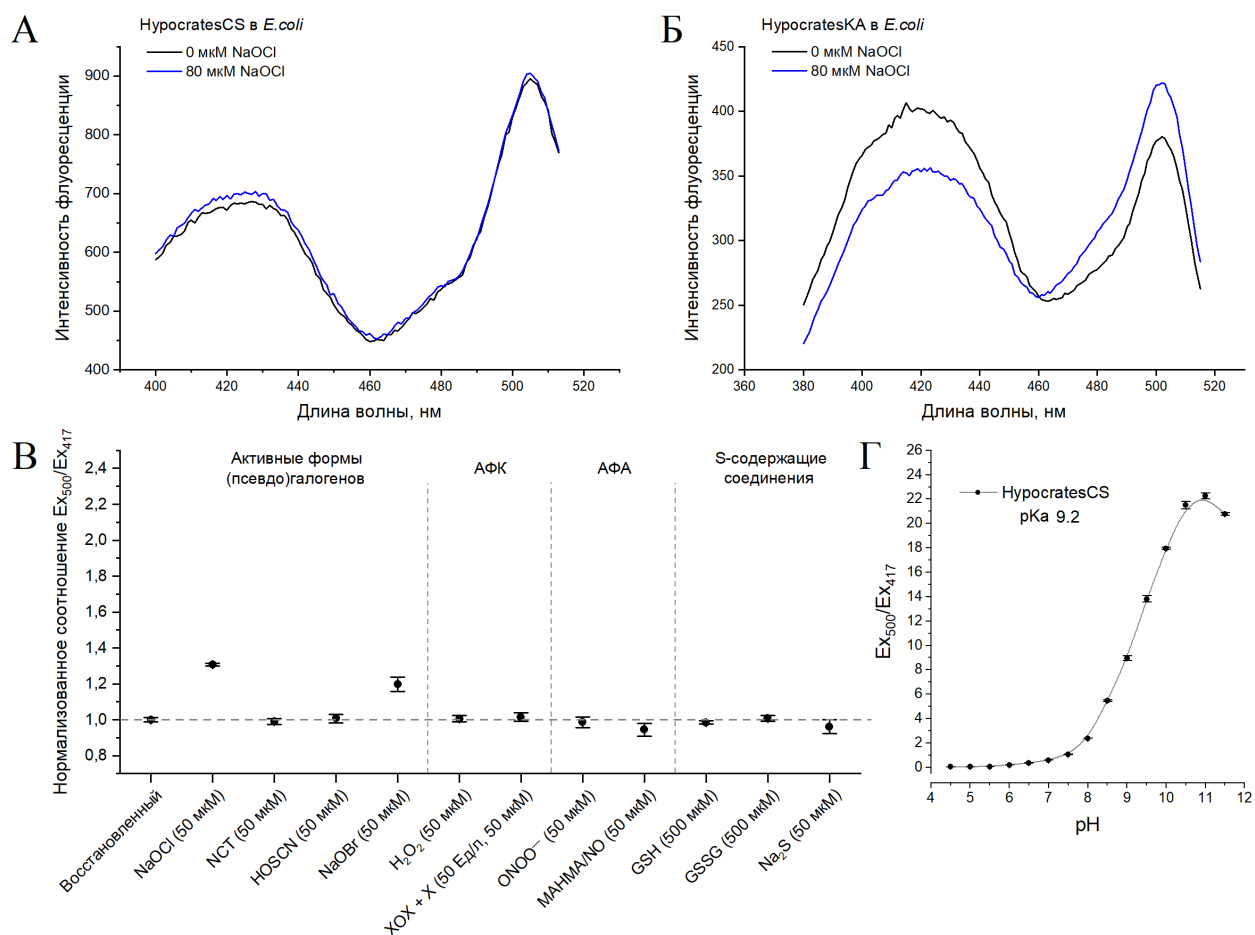 А
HypocratesCS в E.coli
0 мкМ NaOCl
80 мкМ NaOCl
Интенсивность флуоресценции
900
800
700
600
500
400
400 420 440 460 480 500 520
Длина волны, нм
Б
HypocratesKA в E.coli
0 мкМ NaOCl
80 мкМ NaOCl
Интенсивность флуоресценции
450
400
350
300
250
200
360 380 400 420 440 460 480 500 520
Длина волны, нм
В
Нормализованное соотношение Ex500/Ex417
2,4
2,2
2,0
1,8
1,6
1,4
1,2
1,0
0,8
Активные формы
(псевдо)галогенов
АФК
АФА
S-содержащие
соединения
Восстановленный
NaOCl (50 мкМ)
NCT (50 мкМ)
HOSCN (50 мкМ)
NaOBr (50 мкМ)
H₂O₂ (50 мкМ)
XOX + X (50 Ед/л, 50 мкМ)
ONOO⁻ (50 мкМ)
MAHMA/NO (50 мкМ)
GSH (500 мкМ)
GSSG (500 мкМ)
Na₂S (50 мкМ)
Г
HypocratesCS
pKa 9.2
Ex500/Ex417
26
24
22
20
18
16
14
12
10
8
6
4
2
0
4 5 6 7 8 9 10 11 12
pH